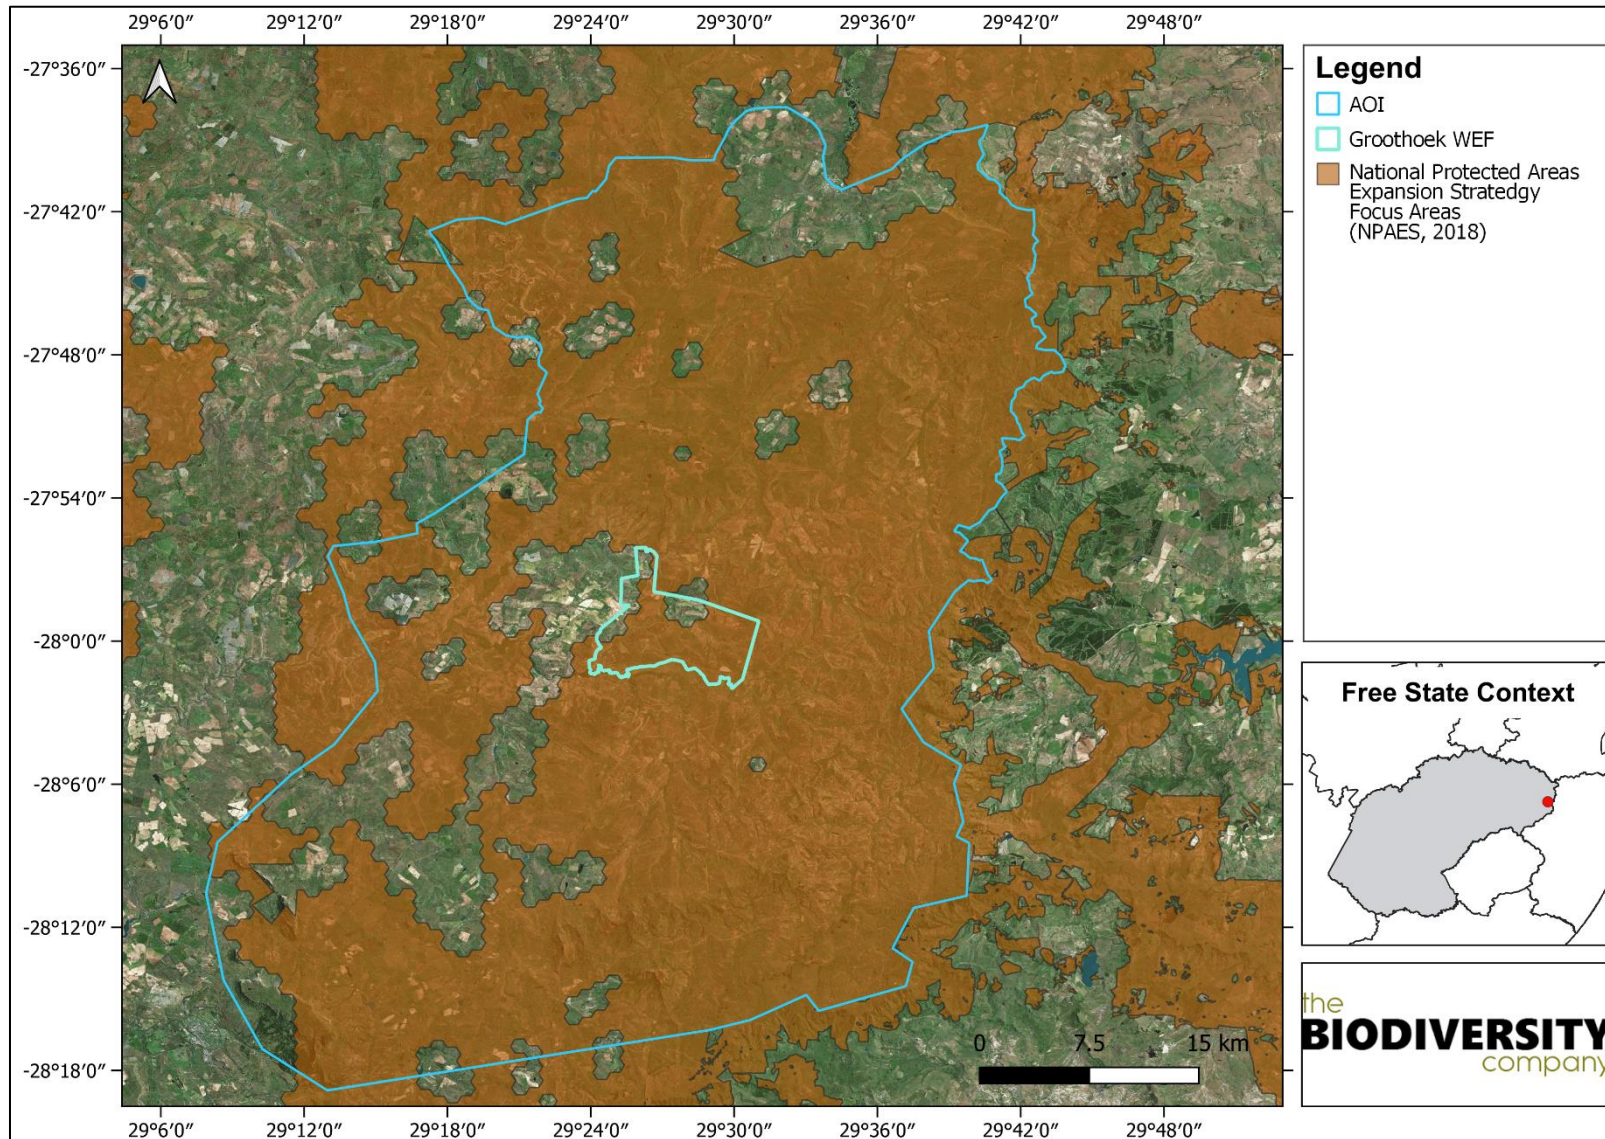 29°6′0″ 29°12′0″ 29°18′0″ 29°24′0″ 29°30′0″ 29°36′0″ 29°42′0″ 29°48′0″
-27°36′0″
-27°42′0″
-27°48′0″
-27°54′0″
-28°0′0″
-28°6′0″
-28°12′0″
-28°18′0″
0 7.5 15 km
29°6′0″ 29°12′0″ 29°18′0″ 29°24′0″ 29°30′0″ 29°36′0″ 29°42′0″ 29°48′0″
Legend
AOI
Groothoek WEF
National Protected Areas
Expansion Stratedgy
Focus Areas
(NPAES, 2018)
Free State Context
the
BIODIVERSITY
company